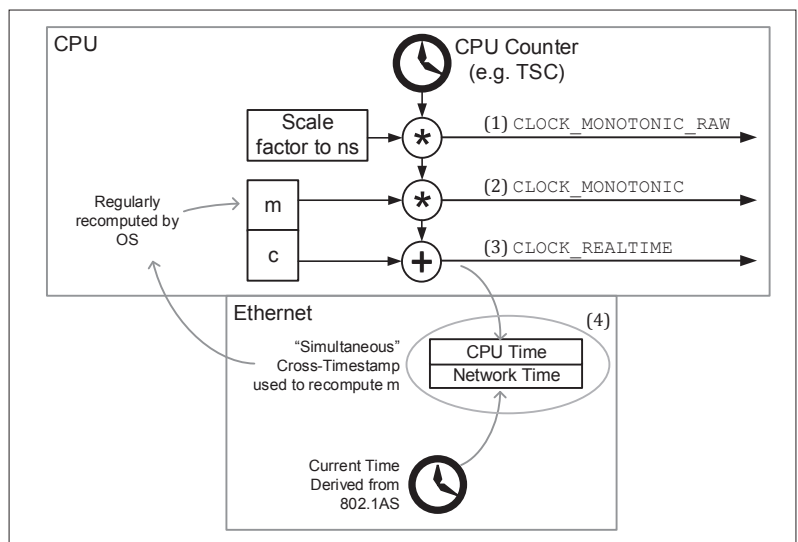 CPU
CPU Counter
(e.g. TSC)
Scale
factor to ns
*
(1) CLOCK_MONOTONIC_RAW
Regularly
recomputed by
OS
m
*
(2) CLOCK_MONOTONIC
c
+
(3) CLOCK_REALTIME
Ethernet
(4)
“Simultaneous”
Cross-Timestamp
used to recompute m
CPU Time
Network Time
Current Time
Derived from
802.1AS